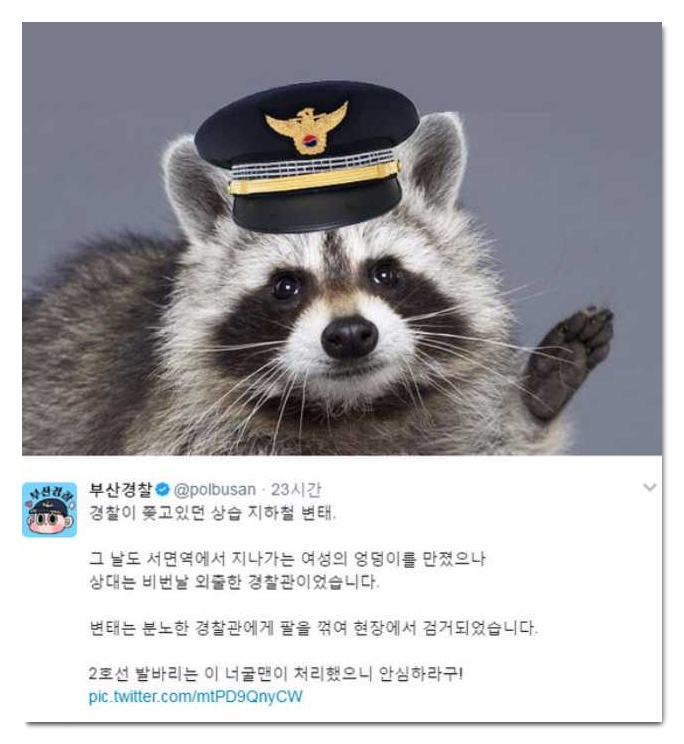 부산경찰
부산경찰 @polbusan · 23시간
경찰이 쫓고있던 상습 지하철 변태.
그 날도 서면역에서 지나가는 여성의 엉덩이를 만졌으나
상대는 비번날 외출한 경찰관이었습니다.
변태는 분노한 경찰관에게 팔을 꺾여 현장에서 검거되었습니다.
2호선 발바리는 이 너굴맨이 처리했으니 안심하라구!
pic.twitter.com/mtPD9QnyCW